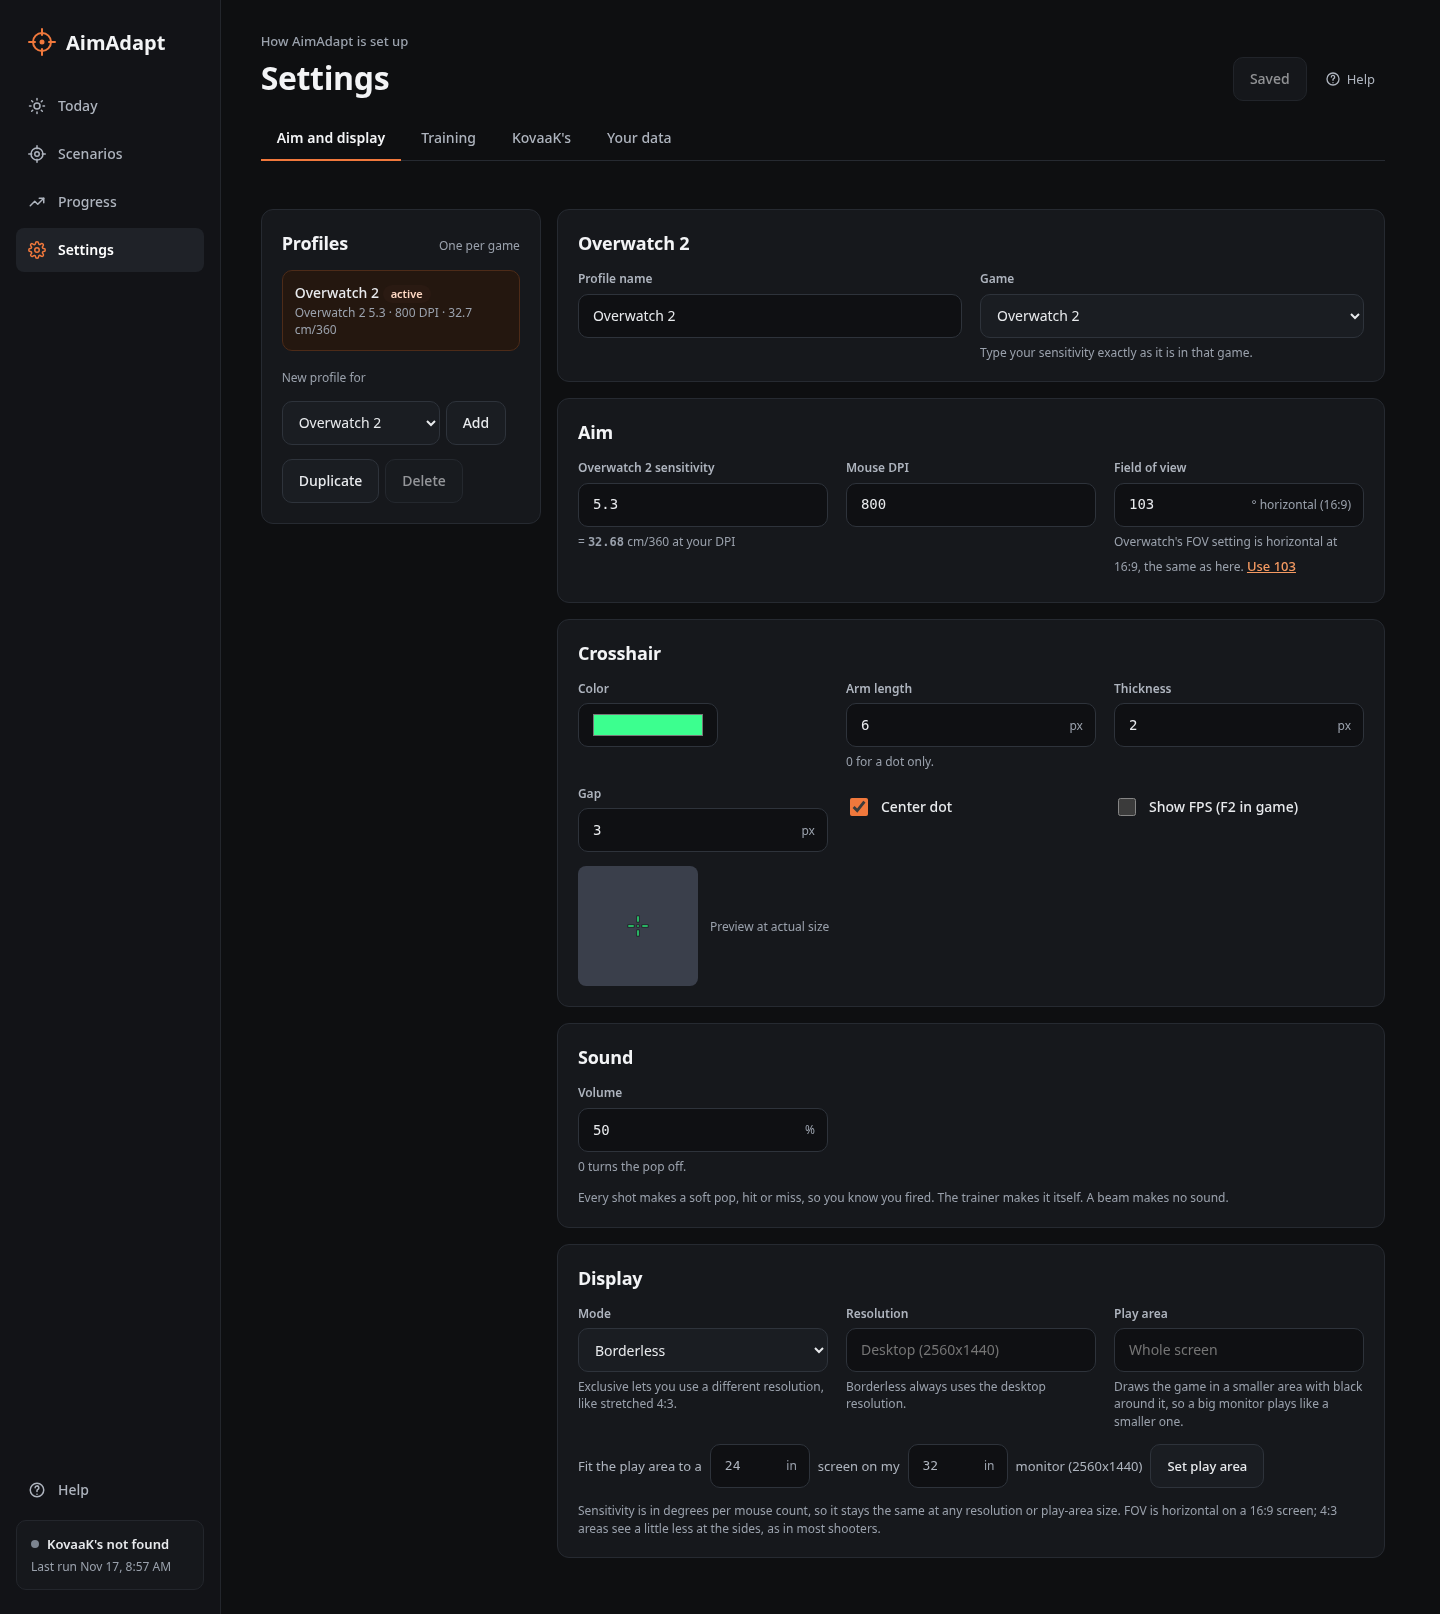 AimAdapt
Today
Scenarios
Progress
Settings
Help
KovaaK's not found
Last run Nov 17, 8:57 AM
How AimAdapt is set up
Settings
Saved
Help
Aim and display
Training
KovaaK's
Your data
Profiles
One per game
Overwatch 2 active
Overwatch 2 5.3 · 800 DPI · 32.7
cm/360
New profile for
Overwatch 2
Add
Duplicate
Delete
Overwatch 2
Profile name
Overwatch 2
Game
Overwatch 2
Type your sensitivity exactly as it is in that game.
Aim
Overwatch 2 sensitivity
5.3
= 32.68 cm/360 at your DPI
Mouse DPI
800
Field of view
103 ° horizontal (16:9)
Overwatch's FOV setting is horizontal at
16:9, the same as here. Use 103
Crosshair
Color
Arm length
6 px
0 for a dot only.
Thickness
2 px
Gap
3 px
Center dot
Show FPS (F2 in game)
Preview at actual size
Sound
Volume
50 %
0 turns the pop off.
Every shot makes a soft pop, hit or miss, so you know you fired. The trainer makes it itself. A beam makes no sound.
Display
Mode
Borderless
Exclusive lets you use a different resolution,
like stretched 4:3.
Resolution
Desktop (2560x1440)
Borderless always uses the desktop
resolution.
Play area
Whole screen
Draws the game in a smaller area with black
around it, so a big monitor plays like a
smaller one.
Fit the play area to a 24 in screen on my 32 in monitor (2560x1440) Set play area
Sensitivity is in degrees per mouse count, so it stays the same at any resolution or play-area size. FOV is horizontal on a 16:9 screen; 4:3
areas see a little less at the sides, as in most shooters.